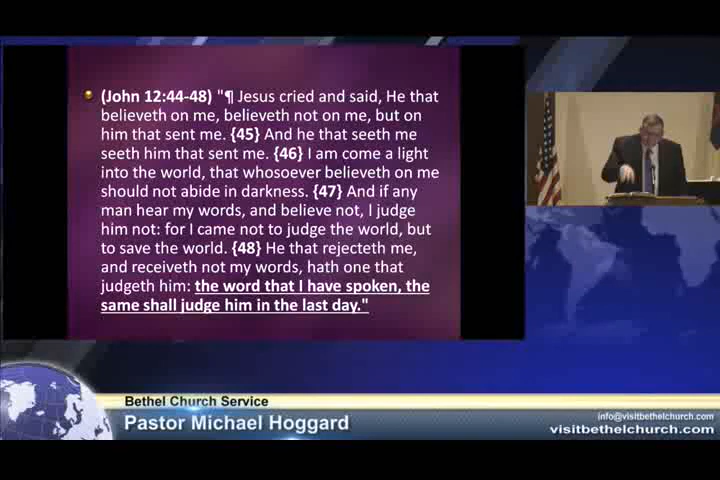 (John 12:44-48) "¶ Jesus cried and said, He that
believeth on me, believeth not on me, but on
him that sent me. {45} And he that seeth me
seeth him that sent me. {46} I am come a light
into the world, that whosoever believeth on me
should not abide in darkness. {47} And if any
man hear my words, and believe not, I judge
him not: for I came not to judge the world, but
to save the world. {48} He that rejecteth me,
and receiveth not my words, hath one that
judgeth him: the word that I have spoken, the
same shall judge him in the last day."
Bethel Church Service
Pastor Michael Hoggard
info@visitbethelchurch.com
visitbethelchurch.com